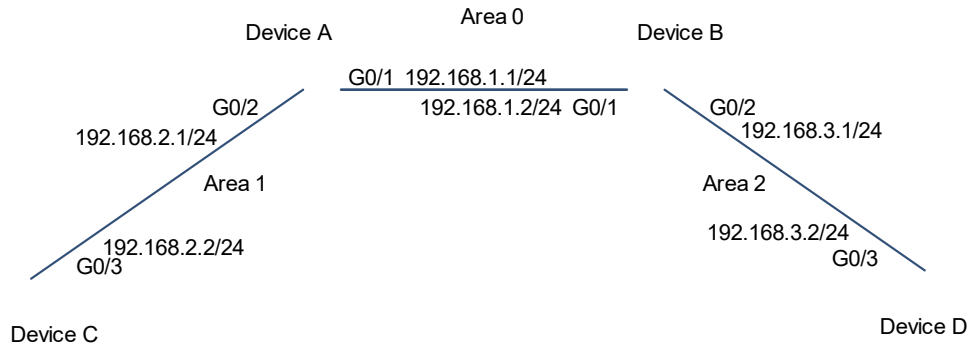 Area 0
Device A
Device B
G0/1 192.168.1.1/24
192.168.1.2/24 G0/1
G0/2
192.168.2.1/24
G0/2
192.168.3.1/24
Area 1
Area 2
192.168.2.2/24
G0/3
192.168.3.2/24
G0/3
Device C
Device D